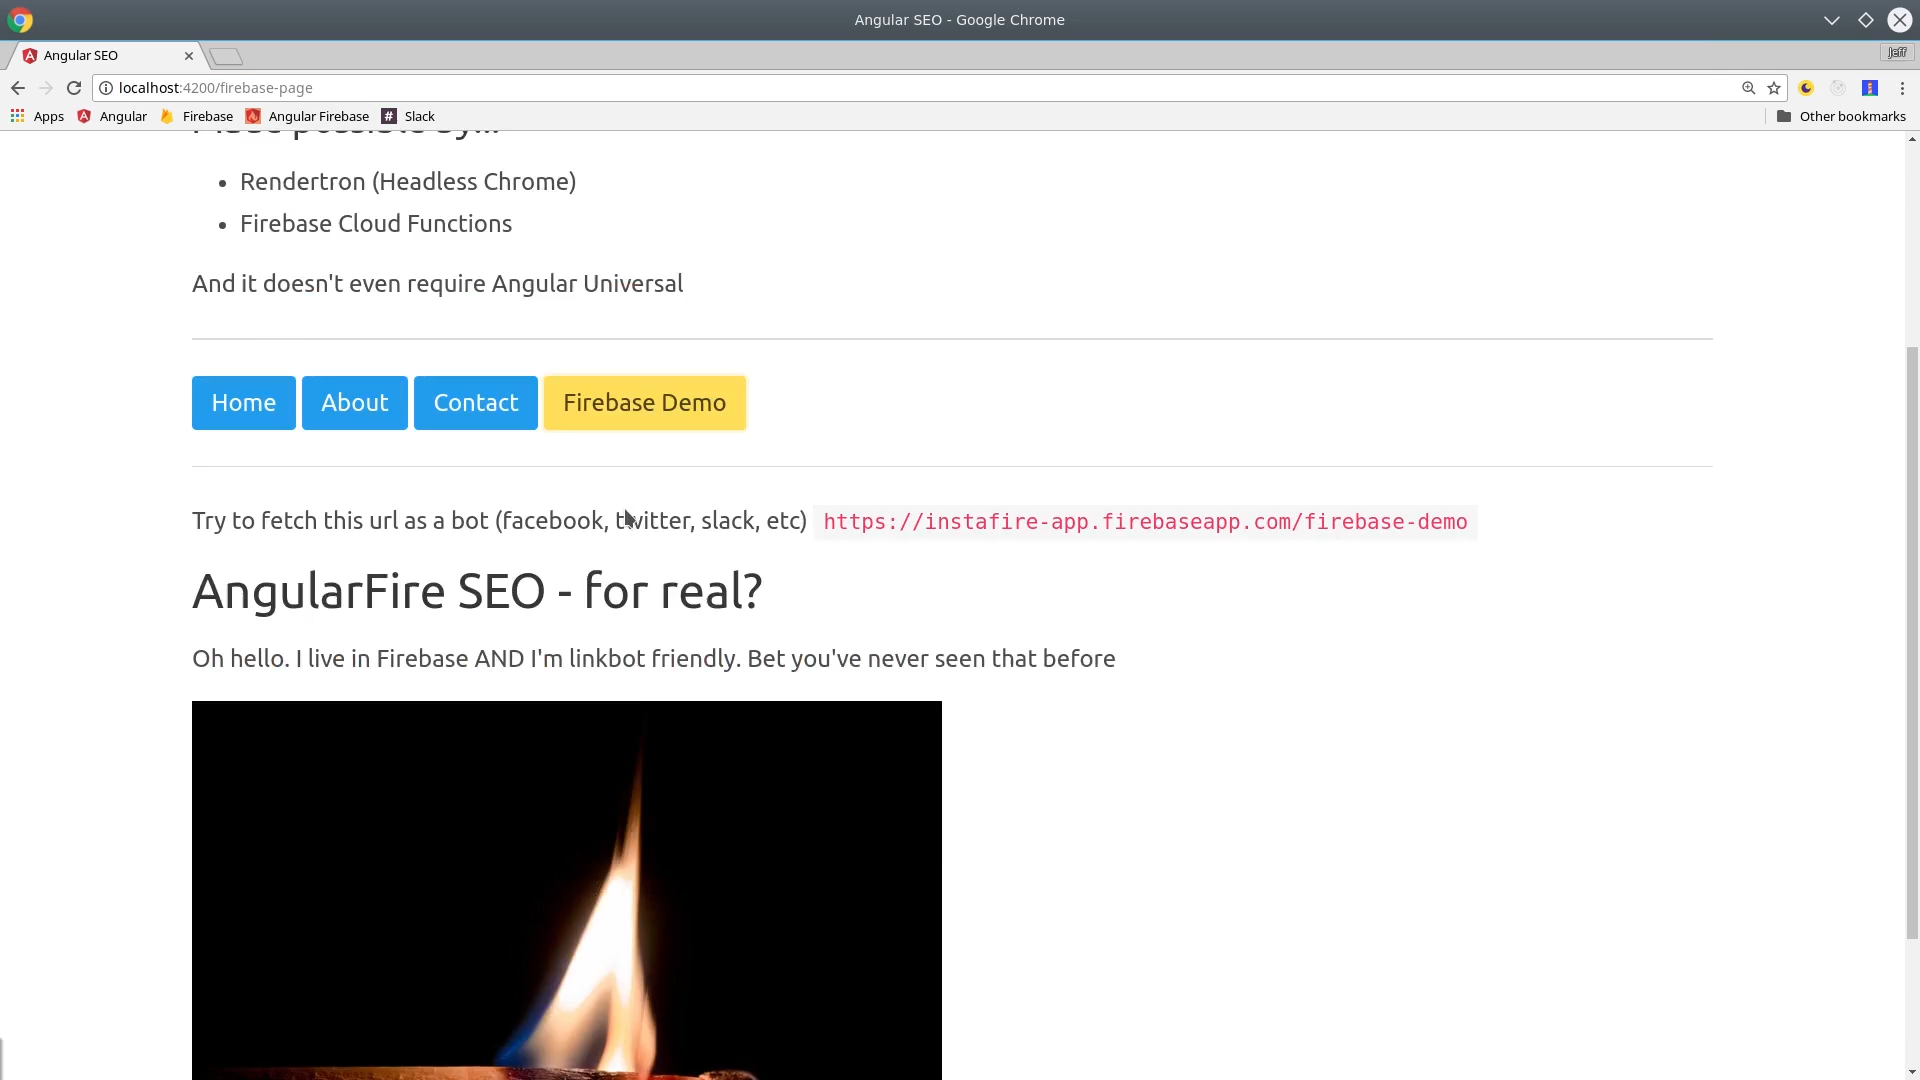 Angular SEO - Google Chrome
Angular SEO
Jeff
localhost:4200/firebase-page
Apps Angular Firebase Angular Firebase # Slack Other bookmarks
possible by...
• Rendertron (Headless Chrome)
• Firebase Cloud Functions
And it doesn't even require Angular Universal
Home About Contact Firebase Demo
Try to fetch this url as a bot (facebook, twitter, slack, etc) https://instafire-app.firebaseapp.com/firebase-demo
AngularFire SEO - for real?
Oh hello. I live in Firebase AND I'm linkbot friendly. Bet you've never seen that before